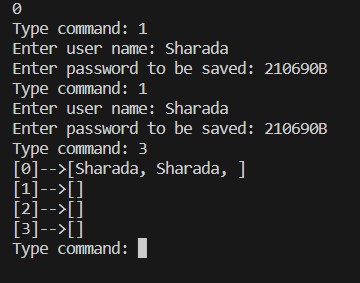 0
Type command: 1
Enter user name: Sharada
Enter password to be saved: 210690B
Type command: 1
Enter user name: Sharada
Enter password to be saved: 210690B
Type command: 3
[0]-->[Sharada, Sharada, ]
[1]-->[]
[2]-->[]
[3]-->[]
Type command: